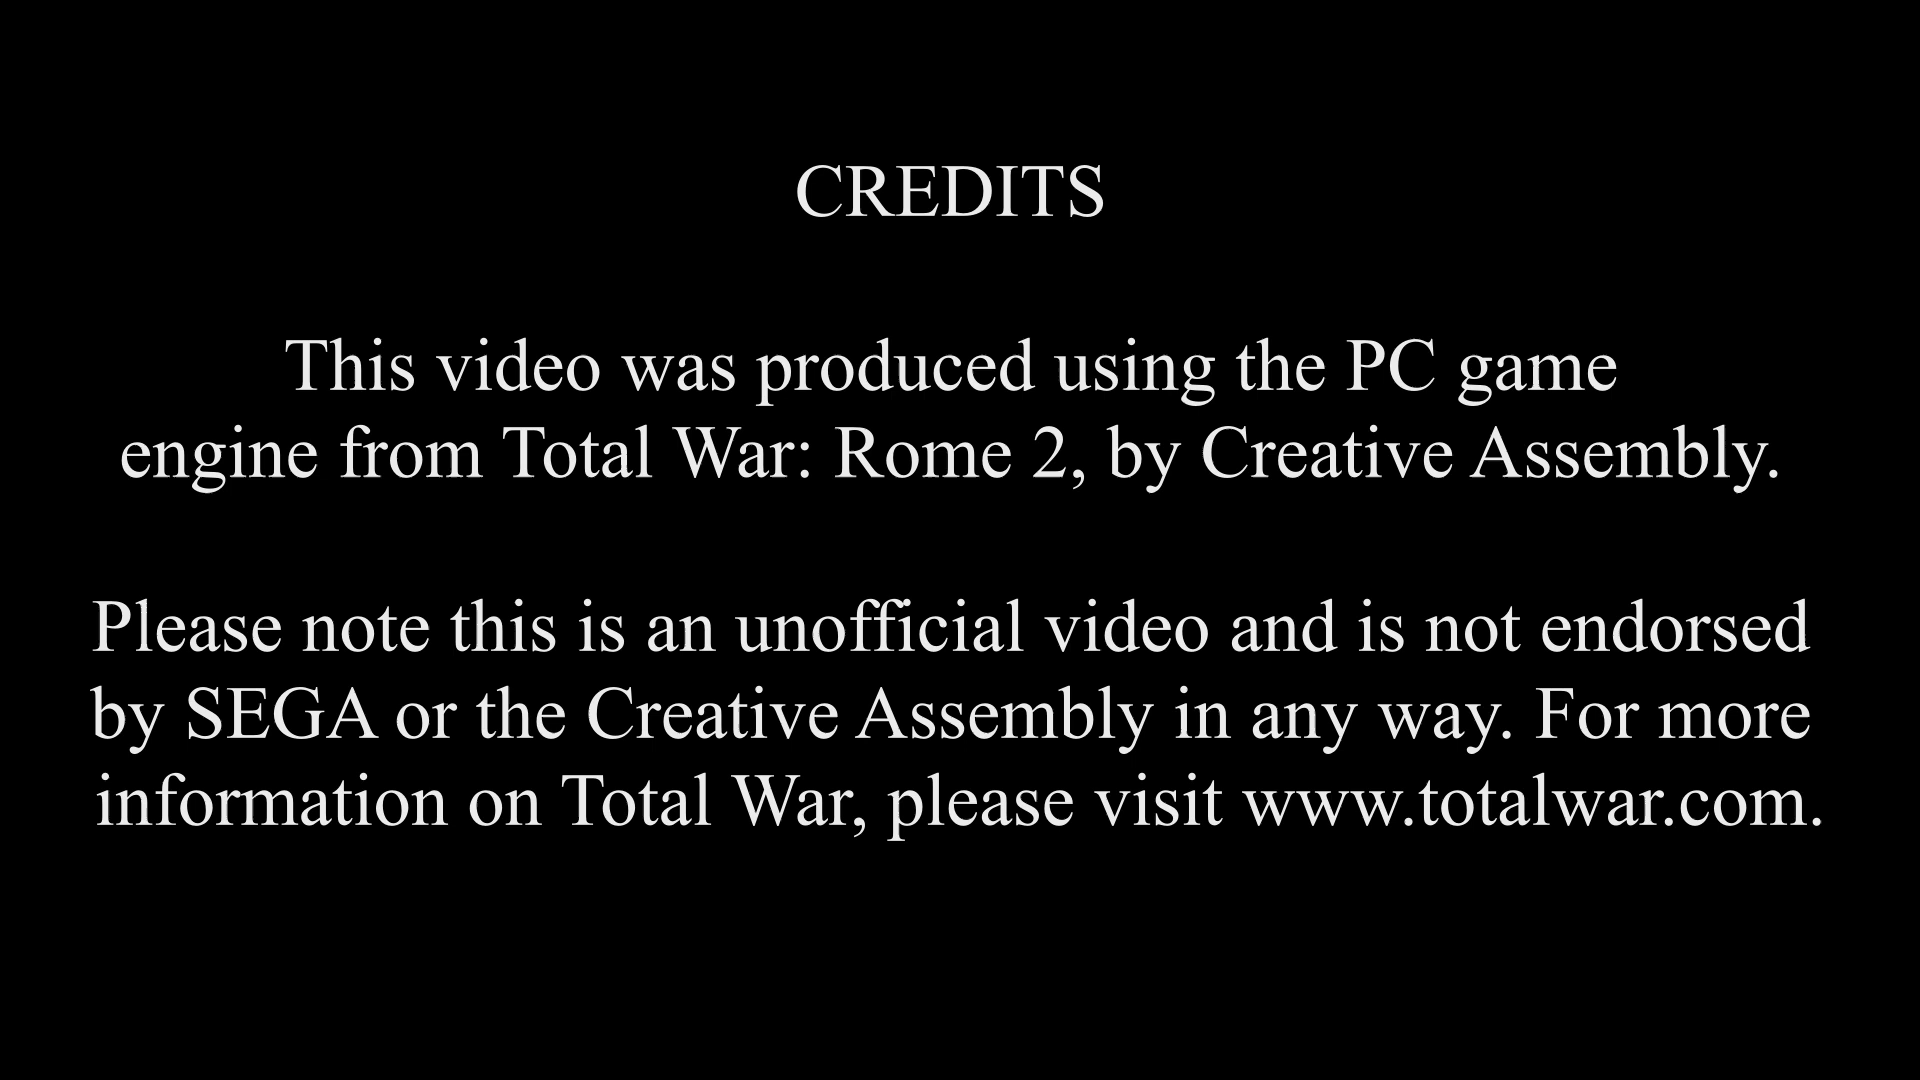 CREDITS
This video was produced using the PC game
engine from Total War: Rome 2, by Creative Assembly.
Please note this is an unofficial video and is not endorsed
by SEGA or the Creative Assembly in any way. For more
information on Total War, please visit www.totalwar.com.